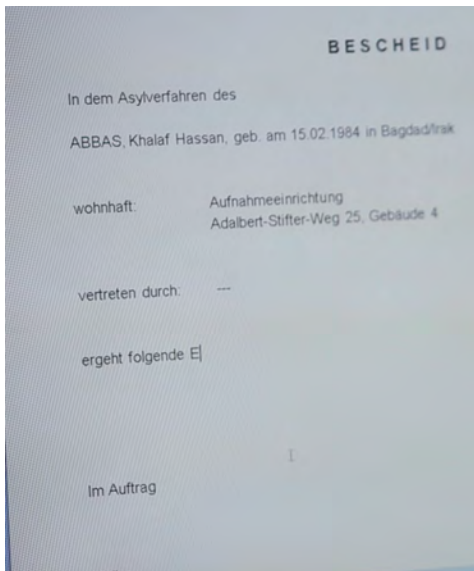 BESCHEID
In dem Asylverfahren des
ABBAS, Khalaf Hassan, geb. am 15.02.1984 in Bagdad/Irak
wohnhaft: Aufnahmeeinrichtung
Adalbert-Stifter-Weg 25, Gebäude 4
vertreten durch: ---
ergeht folgende E
Im Auftrag